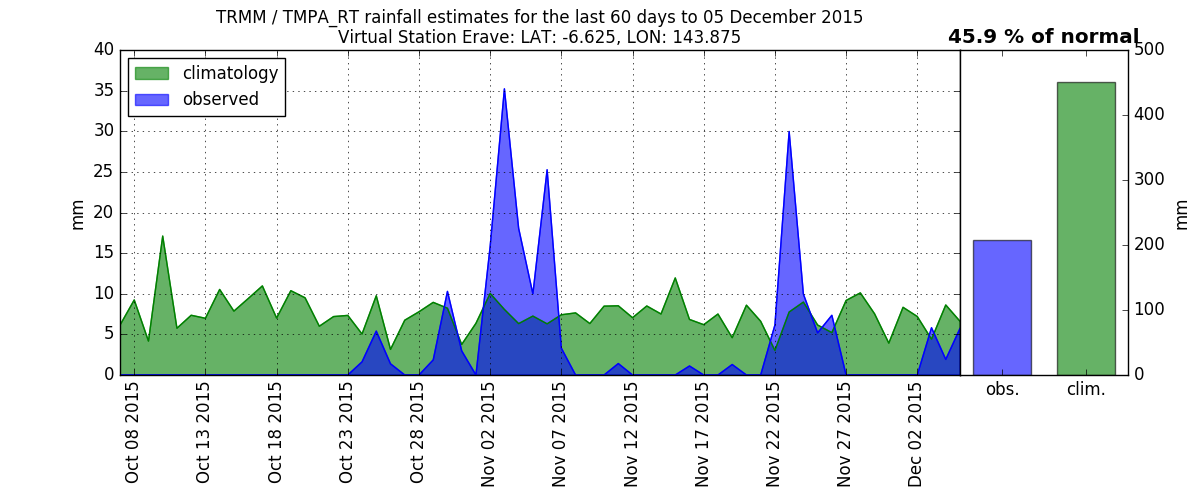 TRMM / TMPA_RT rainfall estimates for the last 60 days to 05 December 2015
Virtual Station Erave: LAT: -6.625, LON: 143.875
45.9 % of normal
climatology
observed
mm
40
35
30
25
20
15
10
5
0
Oct 08 2015
Oct 13 2015
Oct 18 2015
Oct 23 2015
Oct 28 2015
Nov 02 2015
Nov 07 2015
Nov 12 2015
Nov 17 2015
Nov 22 2015
Nov 27 2015
Dec 02 2015
obs.
clim.
500
400
300
200
100
0
mm